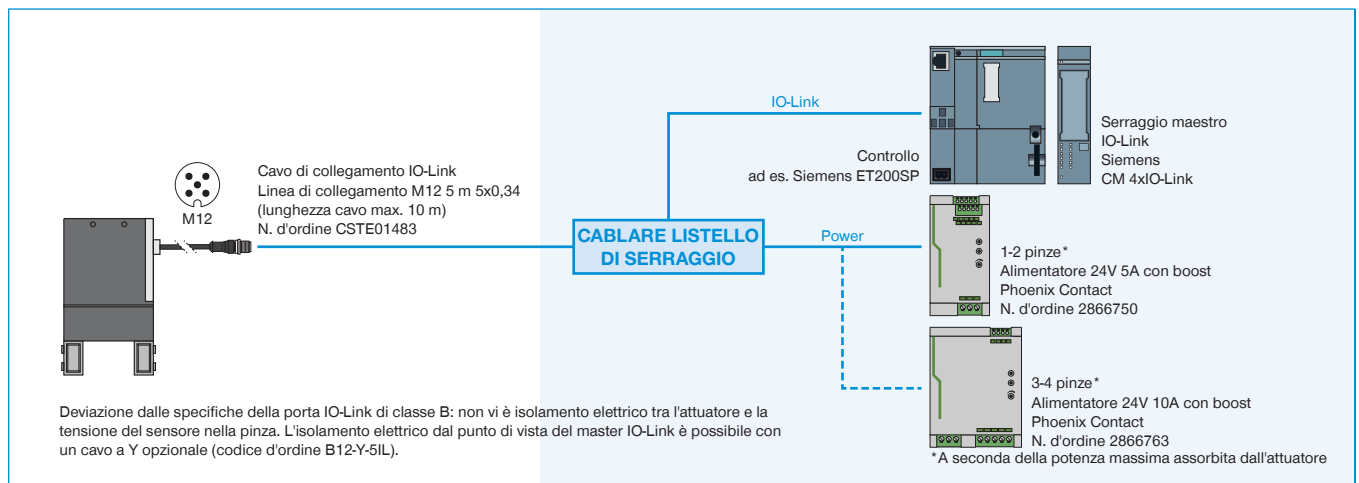 IO-Link
Serraggio maestro
IO-Link
Siemens
CM 4xIO-Link
Controllo
ad es. Siemens ET200SP
M12
Cavo di collegamento IO-Link
Linea di collegamento M12 5 m 5x0,34
(lunghezza cavo max. 10 m)
N. d'ordine CSTE01483
CABLARE LISTELLO
DI SERRAGGIO
Power
1-2 pinze*
Alimentatore 24V 5A con boost
Phoenix Contact
N. d'ordine 2866750
3-4 pinze*
Alimentatore 24V 10A con boost
Phoenix Contact
N. d'ordine 2866763
*A seconda della potenza massima assorbita dall'attuatore
Deviazione dalle specifiche della porta IO-Link di classe B: non vi è isolamento elettrico tra l'attuatore e la
tensione del sensore nella pinza. L'isolamento elettrico dal punto di vista del master IO-Link è possibile con
un cavo a Y opzionale (codice d'ordine B12-Y-5IL).